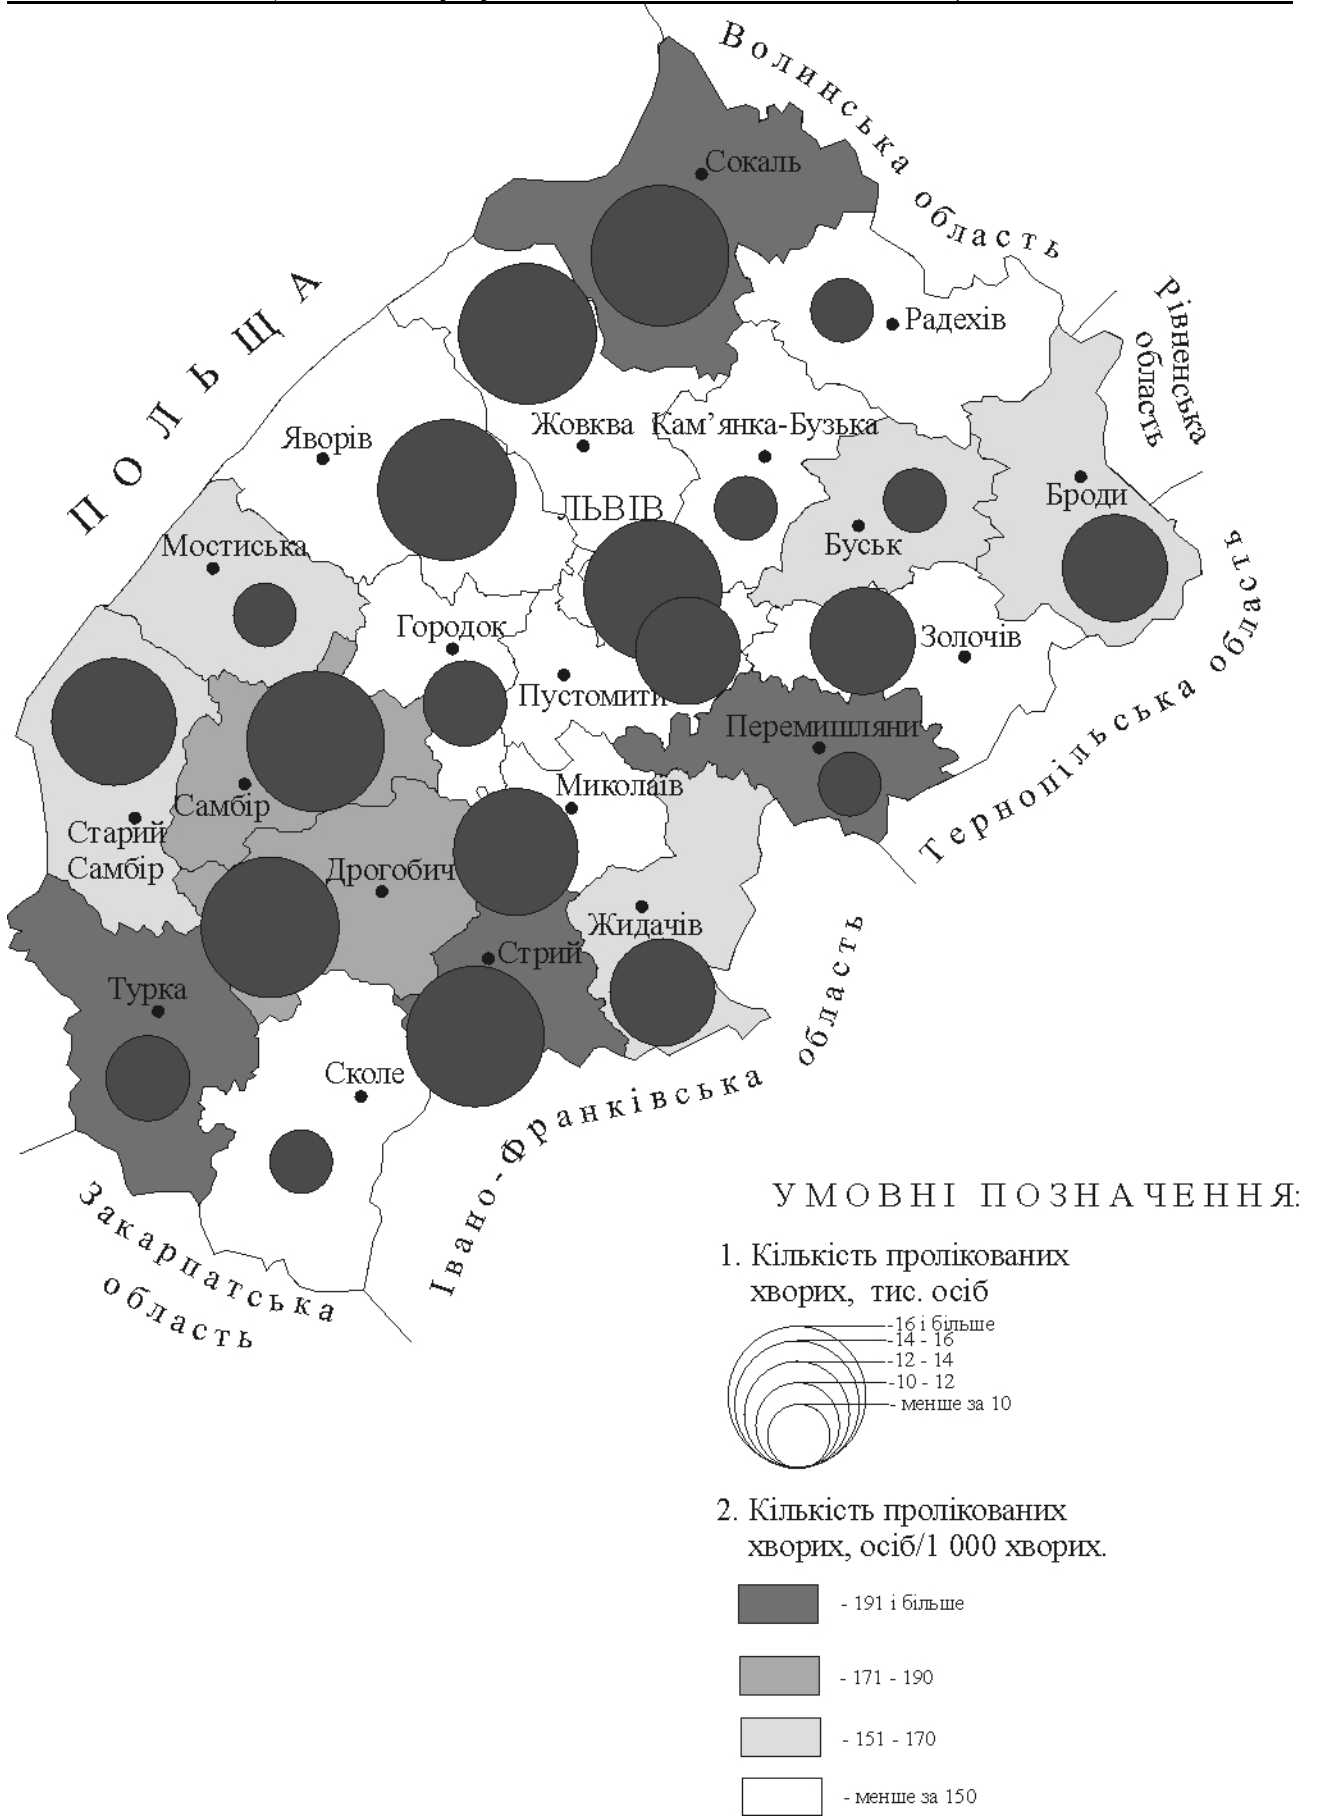 Волинська область
Сокаль
ПОЛЬЩА
Рівненська
область
Радехів
Жовква
Кам’янка-Бузька
Яворів
Броди
ЛЬВІВ
Буськ
Мостиська
Городок
Золочів
Пустомити
Перемишляни
Тернопільська область
Миколаїв
Самбір
Старий
Самбір
Дрогобич
Жидачів
Стрий
Турка
Сколе
Івано-Франківська область
Закарпатська
область
УМОВНІ ПОЗНАЧЕННЯ:
1. Кількість пролікованих
хворих, тис. осіб
-16 і більше
-14 - 16
-12 - 14
-10 - 12
- менше за 10
2. Кількість пролікованих
хворих, осіб/1 000 хворих.
- 191 і більше
- 171 - 190
- 151 - 170
- менше за 150